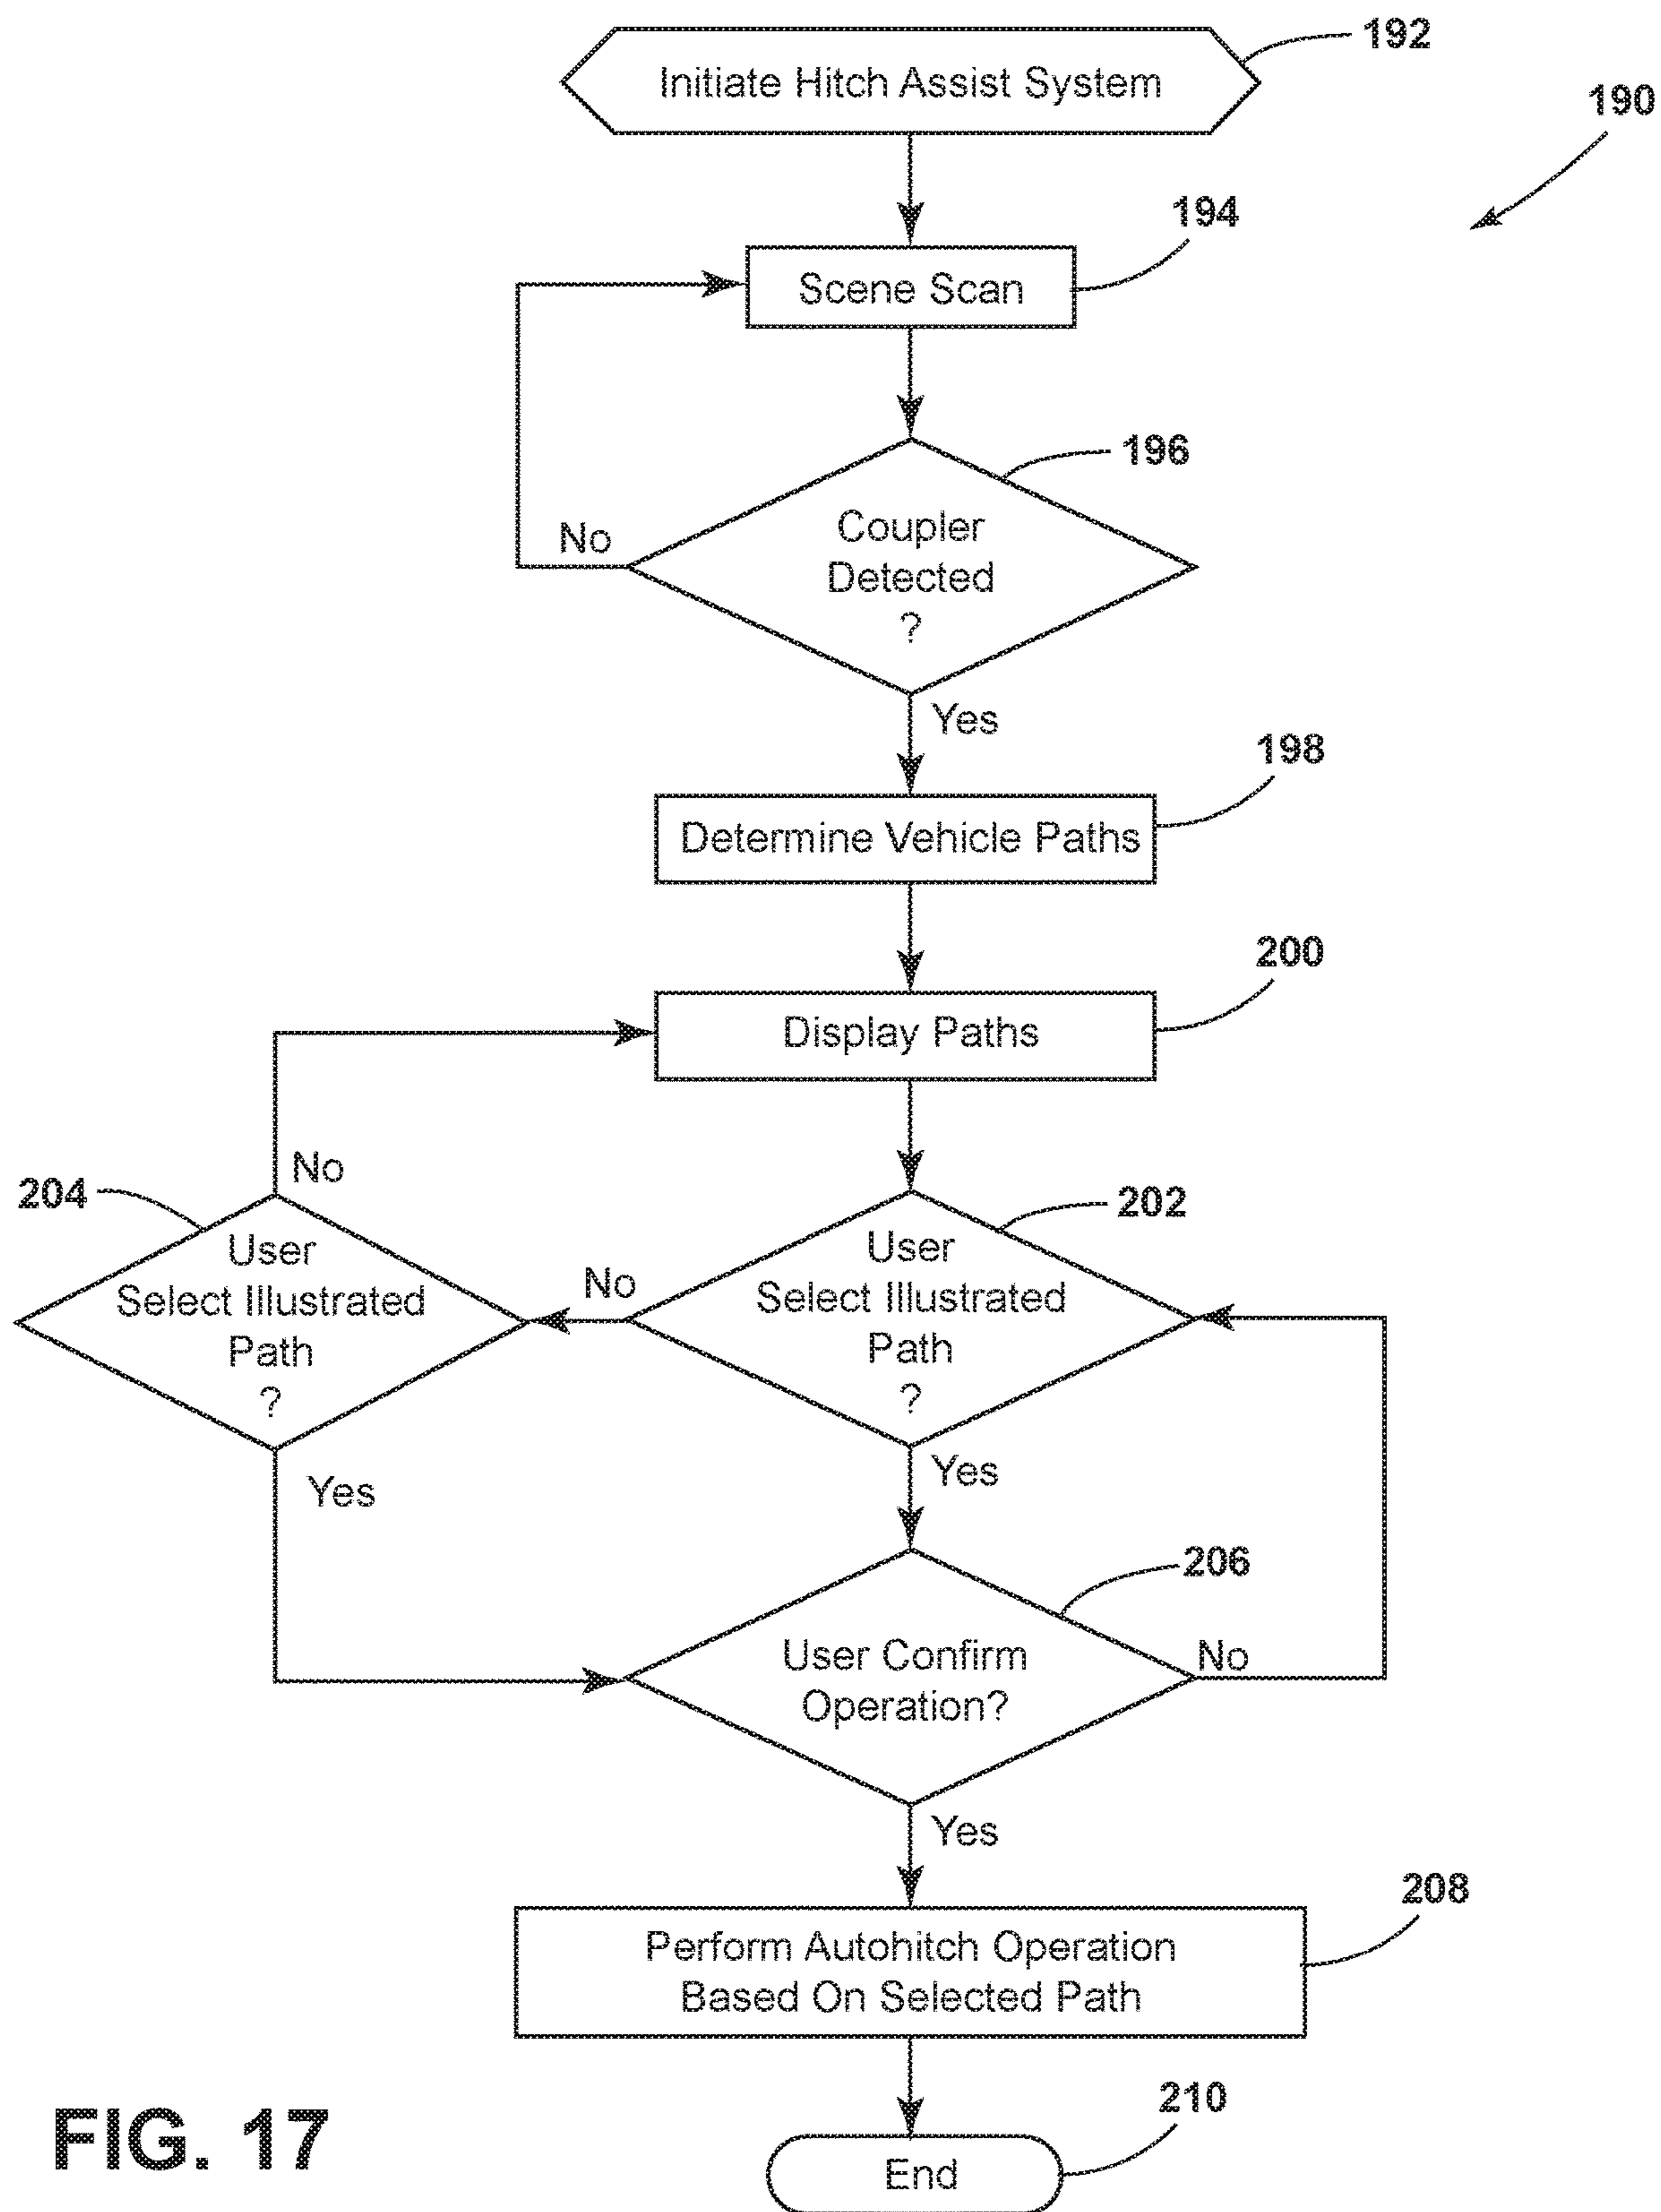 192
Initiate Hitch Assist System
190
194
Scene Scan
196
Coupler
Detected
?
No
Yes
198
Determine Vehicle Paths
200
Display Paths
No
204
User
Select Illustrated
Path
?
No
202
User
Select Illustrated
Path
?
Yes
Yes
206
User Confirm
Operation?
No
Yes
208
Perform Autohitch Operation
Based On Selected Path
210
End
FIG. 17